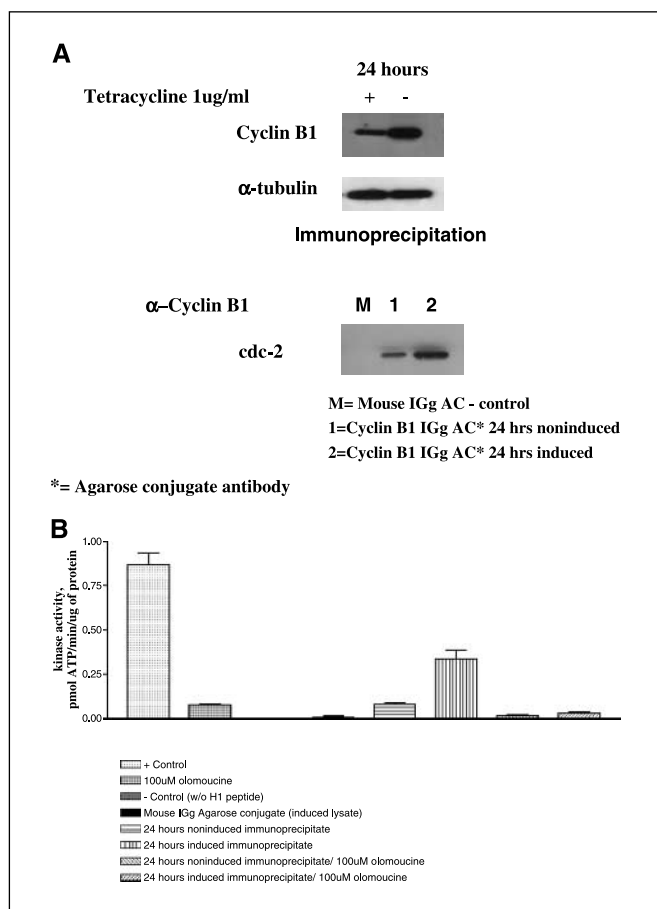 A
24 hours
Tetracycline 1ug/ml + -
Cyclin B1
α-tubulin
Immunoprecipitation
α–Cyclin B1 M 1 2
cdc-2
M= Mouse IGg AC - control
1=Cyclin B1 IGg AC* 24 hrs noninduced
2=Cyclin B1 IGg AC* 24 hrs induced
*= Agarose conjugate antibody
B
kinase activity,
pmol ATP/min/ug of protein
1.00
0.75
0.50
0.25
0.00
+ Control
100uM olomoucine
- Control (w/o H1 peptide)
Mouse IGg Agarose conjugate (induced lysate)
24 hours noninduced immunoprecipitate
24 hours induced immunoprecipitate
24 hours noninduced immunoprecipitate/ 100uM olomoucine
24 hours induced immunoprecipitate/ 100uM olomoucine